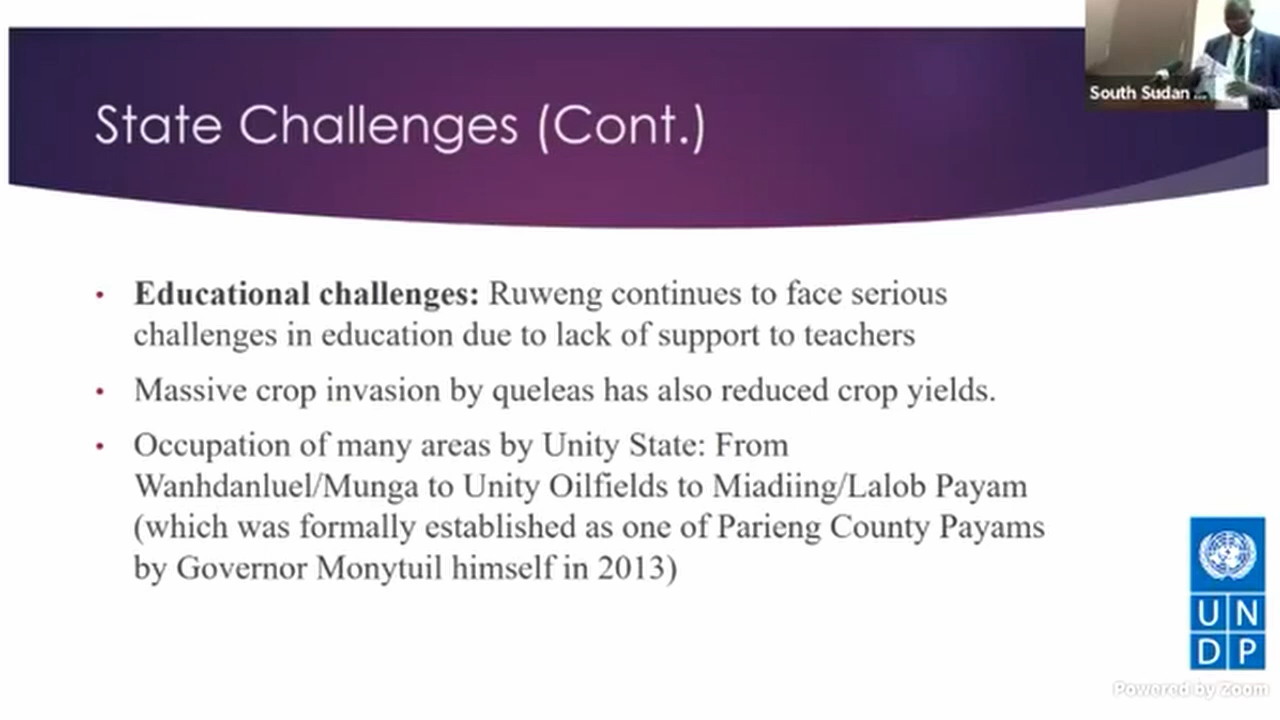 South Sudan ...
State Challenges (Cont.)
• Educational challenges: Ruweng continues to face serious
challenges in education due to lack of support to teachers
• Massive crop invasion by queleas has also reduced crop yields.
• Occupation of many areas by Unity State: From
Wanhdanluel/Munga to Unity Oilfields to Miadiing/Lalob Payam
(which was formally established as one of Parieng County Payams
by Governor Monytuil himself in 2013)
U N
D P
Powered by Zoom